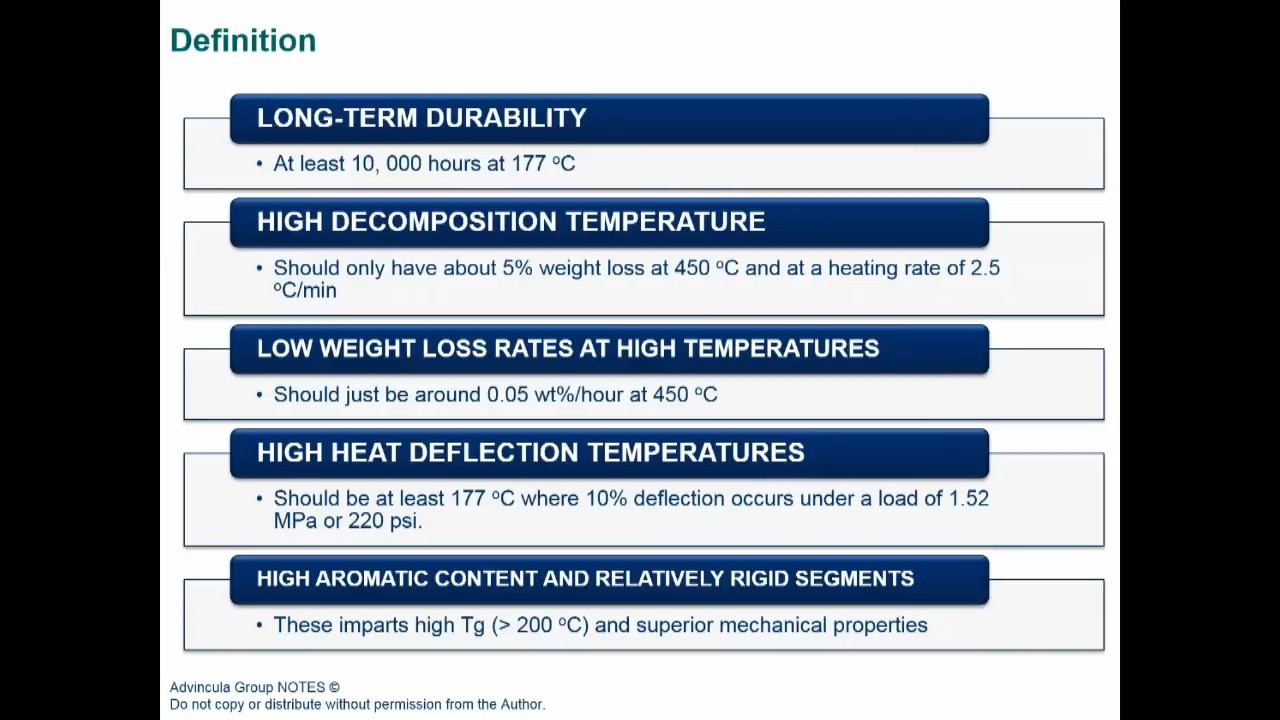 Definition
LONG-TERM DURABILITY
• At least 10, 000 hours at 177 ºC
HIGH DECOMPOSITION TEMPERATURE
• Should only have about 5% weight loss at 450 ºC and at a heating rate of 2.5
ºC/min
LOW WEIGHT LOSS RATES AT HIGH TEMPERATURES
• Should just be around 0.05 wt%/hour at 450 ºC
HIGH HEAT DEFLECTION TEMPERATURES
• Should be at least 177 ºC where 10% deflection occurs under a load of 1.52
MPa or 220 psi.
HIGH AROMATIC CONTENT AND RELATIVELY RIGID SEGMENTS
• These imparts high Tg (> 200 ºC) and superior mechanical properties
Advincula Group NOTES ©
Do not copy or distribute without permission from the Author.